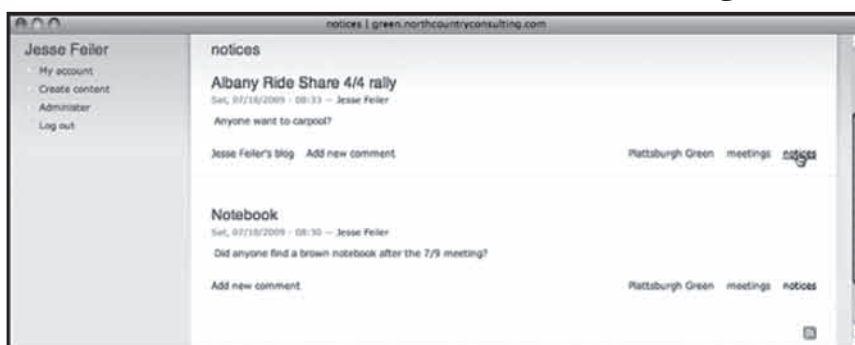 notices | green.northcountryconsulting.com
Jesse Feiler
My account
Create content
Administer
Log out
notices
Albany Ride Share 4/4 rally
Sat, 07/18/2009 - 08:33 — Jesse Feiler
Anyone want to carpool?
Jesse Feiler's blog Add new comment Plattsburgh Green meetings notices
Notebook
Sat, 07/18/2009 - 08:30 — Jesse Feiler
Did anyone find a brown notebook after the 7/9 meeting?
Add new comment Plattsburgh Green meetings notices